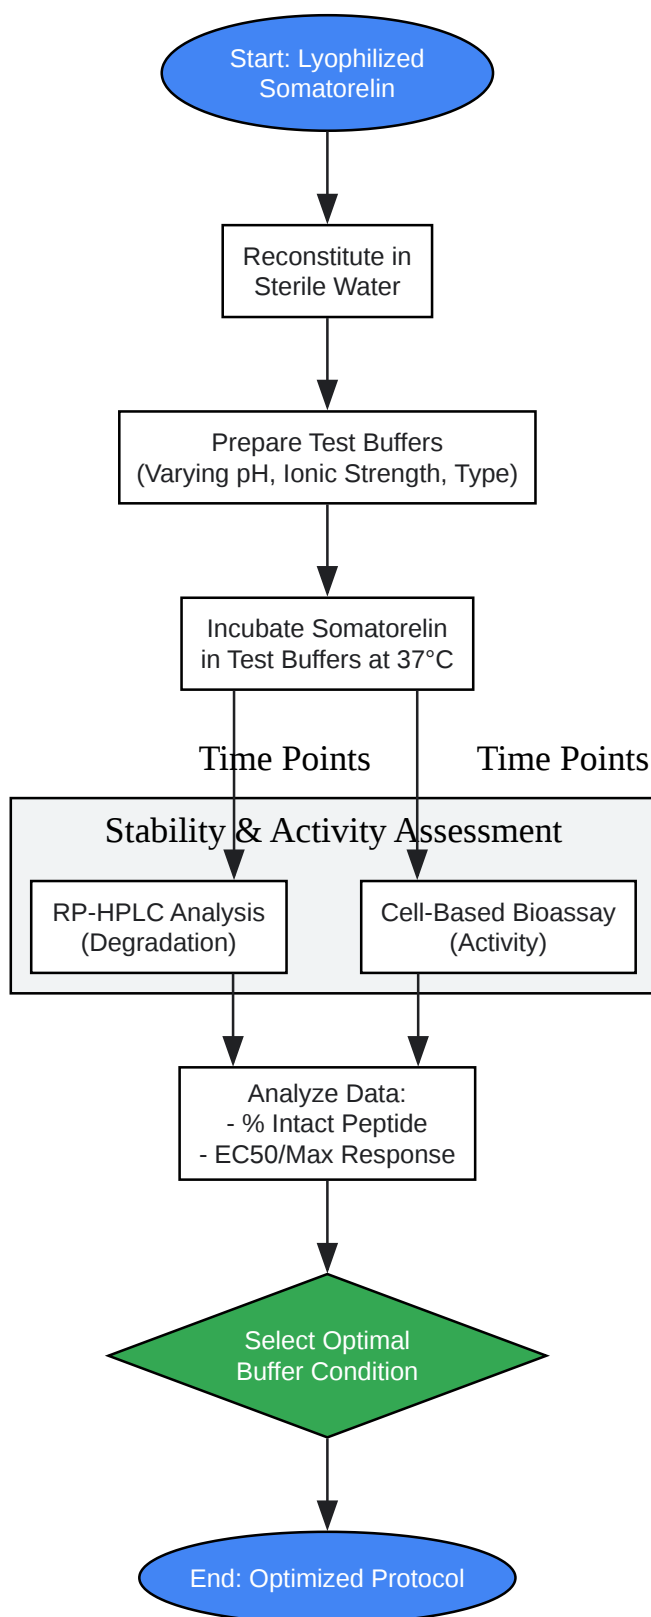 Start: Lyophilized
Somatorelin
Reconstitute in
Sterile Water
Prepare Test Buffers
(Varying pH, Ionic Strength, Type)
Incubate Somatorelin
in Test Buffers at 37°C
Time Points
Time Points
Stability & Activity Assessment
RP-HPLC Analysis
(Degradation)
Cell-Based Bioassay
(Activity)
Analyze Data:
- % Intact Peptide
- EC50/Max Response
Select Optimal
Buffer Condition
End: Optimized Protocol